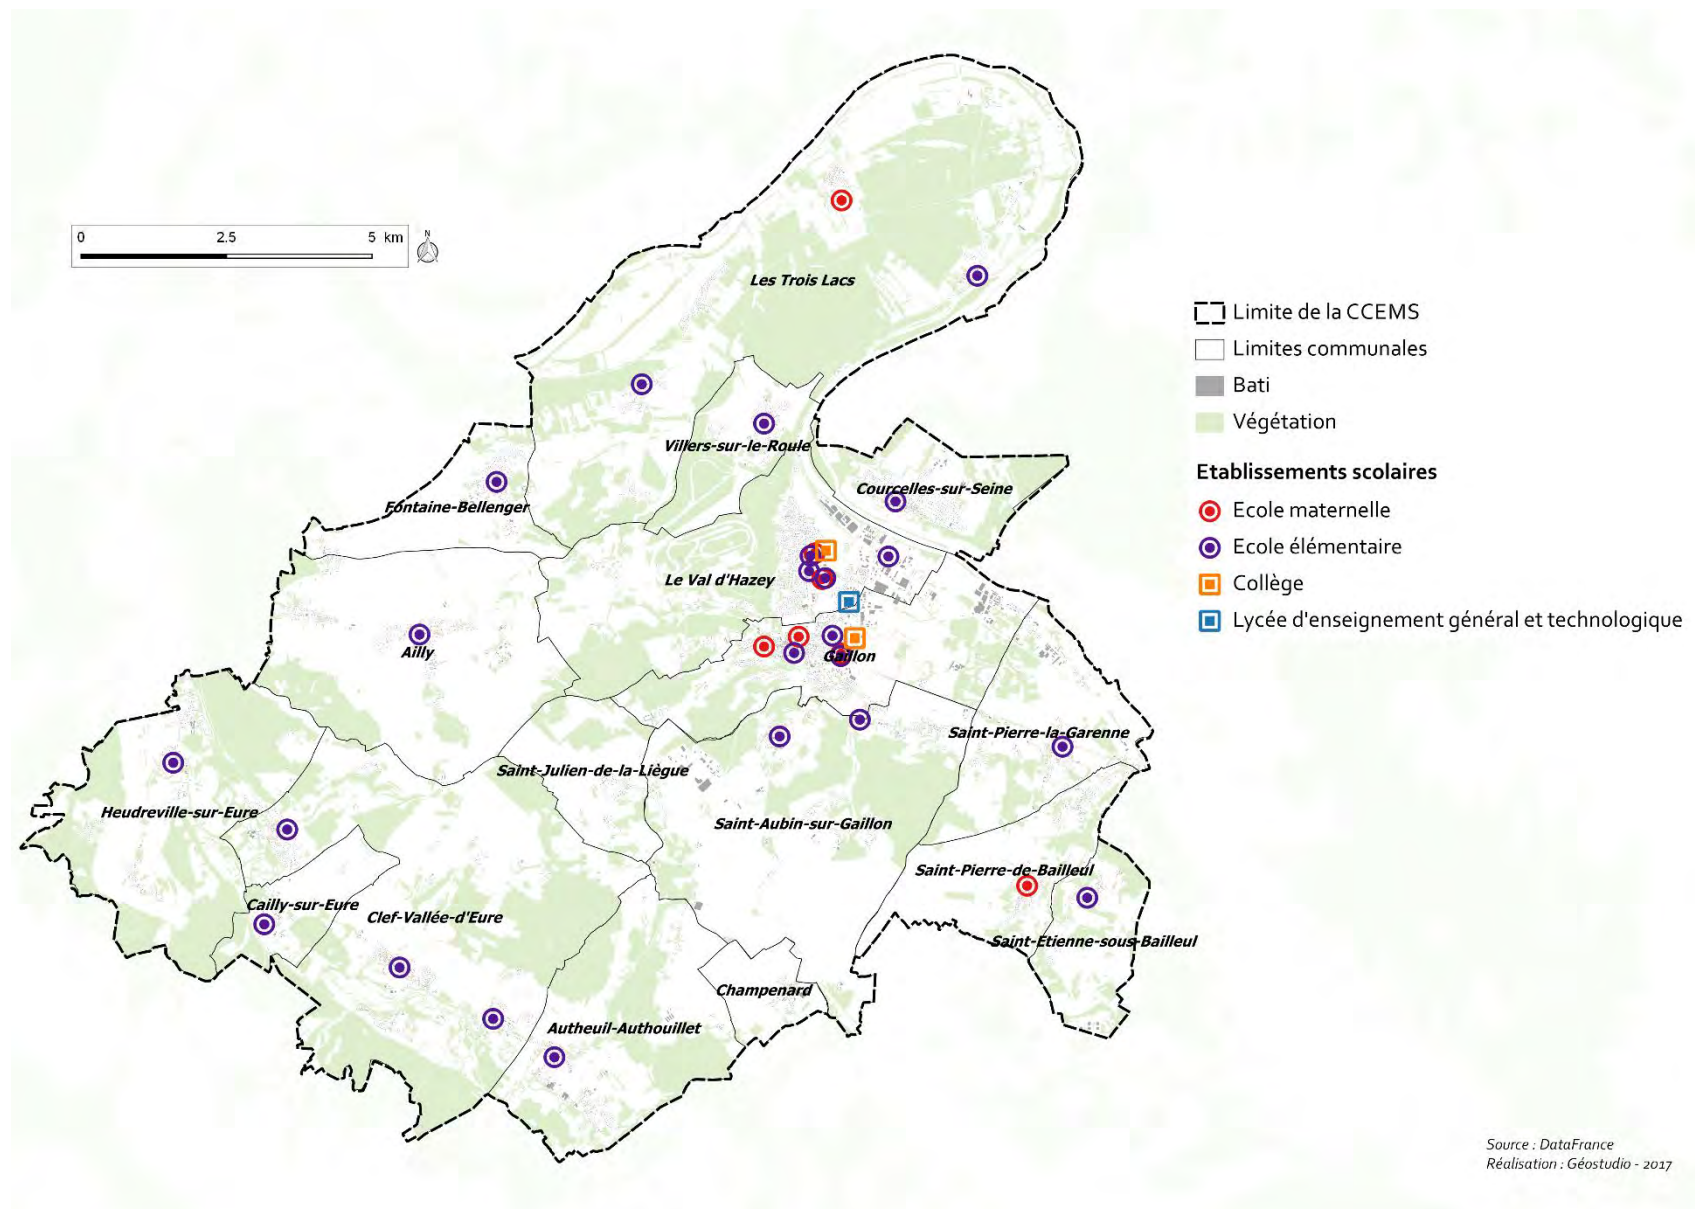 0 2.5 5 km
N
Les Trois Lacs
Villers-sur-le-Roule
Fontaine-Bellenger
Courcelles-sur-Seine
Le Val d'Hazey
Ailly
Gaillon
Saint-Pierre-la-Garenne
Saint-Julien-de-la-Liègue
Heudreville-sur-Eure
Saint-Aubin-sur-Gaillon
Saint-Pierre-de-Bailleul
Cailly-sur-Eure
Clef-Vallée-d'Eure
Saint-Etienne-sous-Bailleul
Champenard
Autheuil-Authouillet
Limite de la CCEMS
Limites communales
Bati
Végétation
Etablissements scolaires
Ecole maternelle
Ecole élémentaire
Collège
Lycée d'enseignement général et technologique
Source : DataFrance
Réalisation : Géostudio - 2017